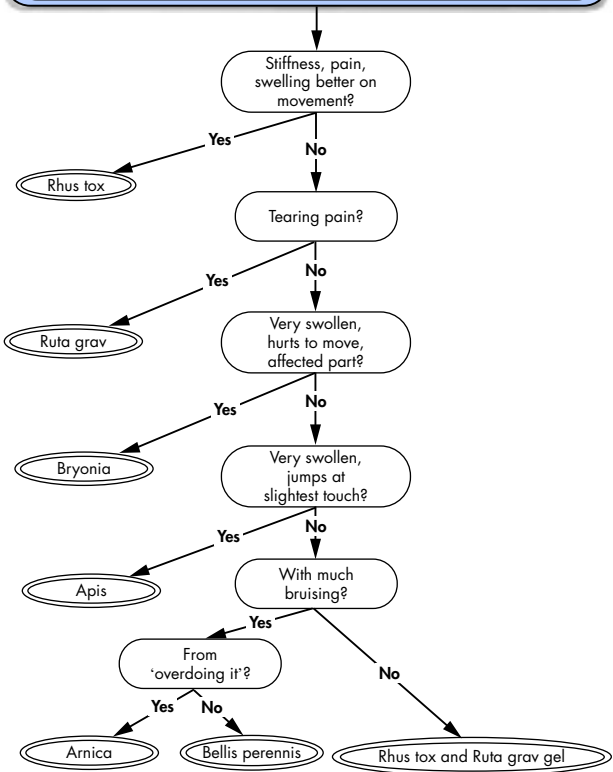 Stiffness, pain,
swelling better on
movement?
Yes
No
Rhus tox
Tearing pain?
Yes
No
Ruta grav
Very swollen,
hurts to move,
affected part?
Yes
No
Bryonia
Very swollen,
jumps at
slightest touch?
Yes
No
Apis
With much
bruising?
Yes
No
From
‘overdoing it’?
Yes
No
Arnica
Bellis perennis
Rhus tox and Ruta grav gel